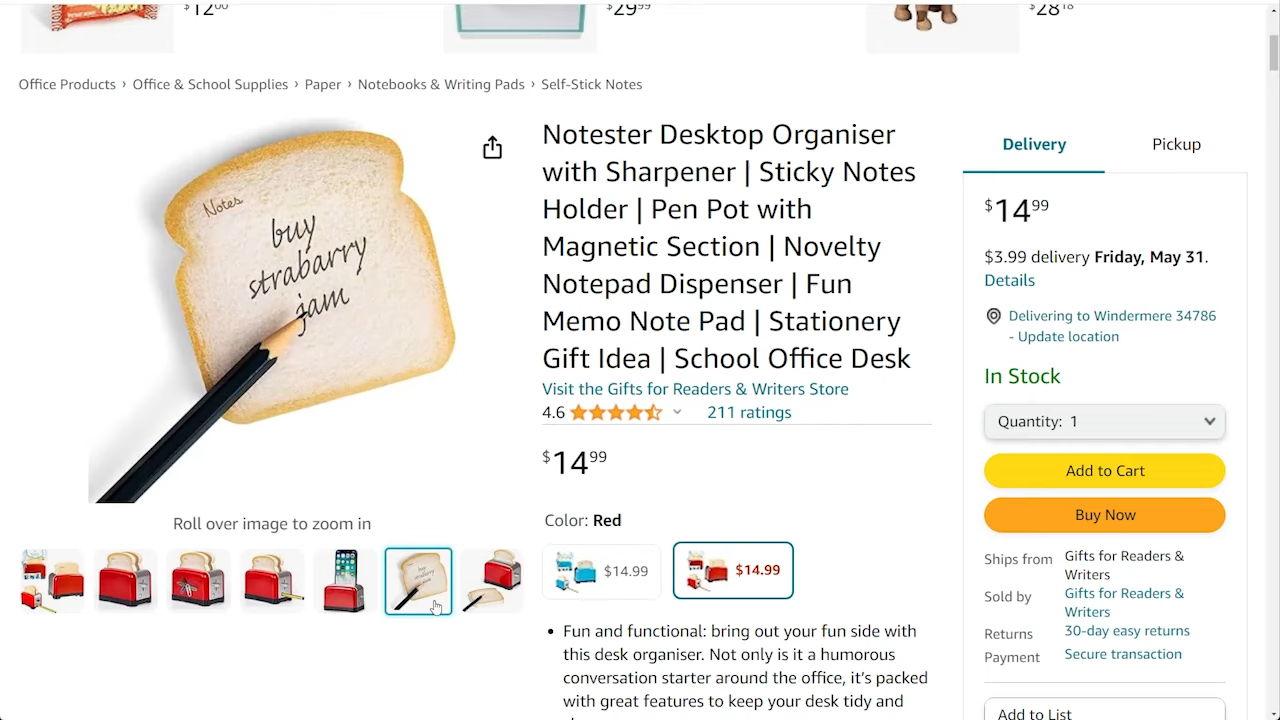 $12
$29.99
$28.18
Office Products › Office & School Supplies › Paper › Notebooks & Writing Pads › Self-Stick Notes
Notes
buy
strabarry
jam
Roll over image to zoom in
Notester Desktop Organiser
with Sharpener | Sticky Notes
Holder | Pen Pot with
Magnetic Section | Novelty
Notepad Dispenser | Fun
Memo Note Pad | Stationery
Gift Idea | School Office Desk
Visit the Gifts for Readers & Writers Store
4.6 211 ratings
$14.99
Color: Red
$14.99
$14.99
• Fun and functional: bring out your fun side with
this desk organiser. Not only is it a humorous
conversation starter around the office, it's packed
with great features to keep your desk tidy and
Delivery Pickup
$14.99
$3.99 delivery Friday, May 31.
Details
Delivering to Windermere 34786
- Update location
In Stock
Quantity: 1
Add to Cart
Buy Now
Ships from Gifts for Readers &
Writers
Sold by Gifts for Readers &
Writers
Returns 30-day easy returns
Payment Secure transaction
Add to List